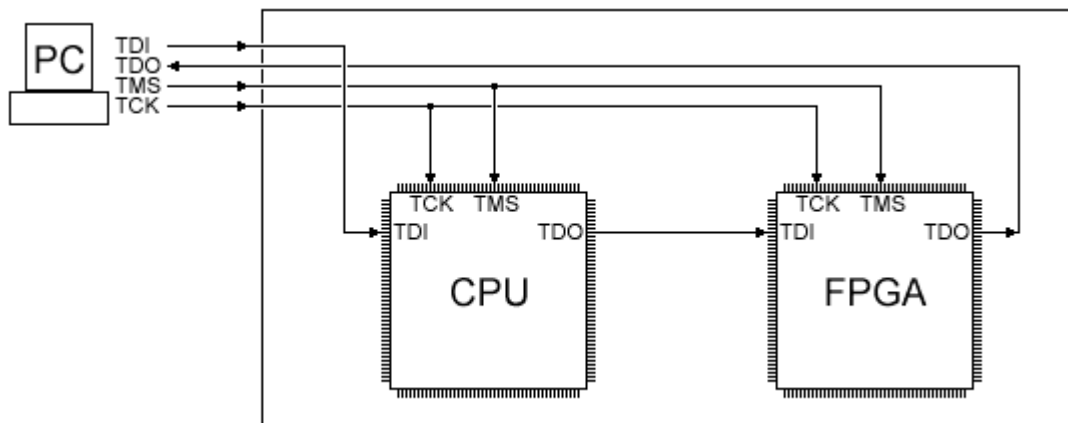 PC
TDI
TDO
TMS
TCK
TCK TMS
TDI TDO
CPU
TCK TMS
TDI TDO
FPGA